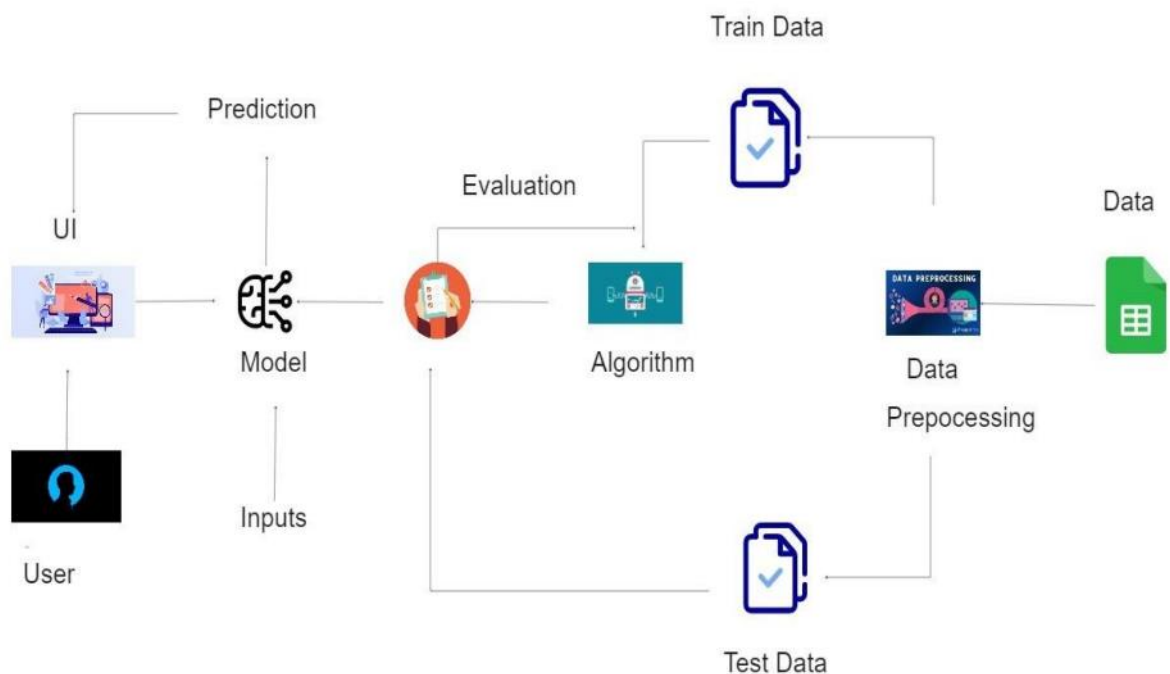 Train Data
Prediction
Evaluation
Data
UI
DATA PREPROCESSING
Model
Algorithm
Data
Prepocessing
Inputs
User
Test Data